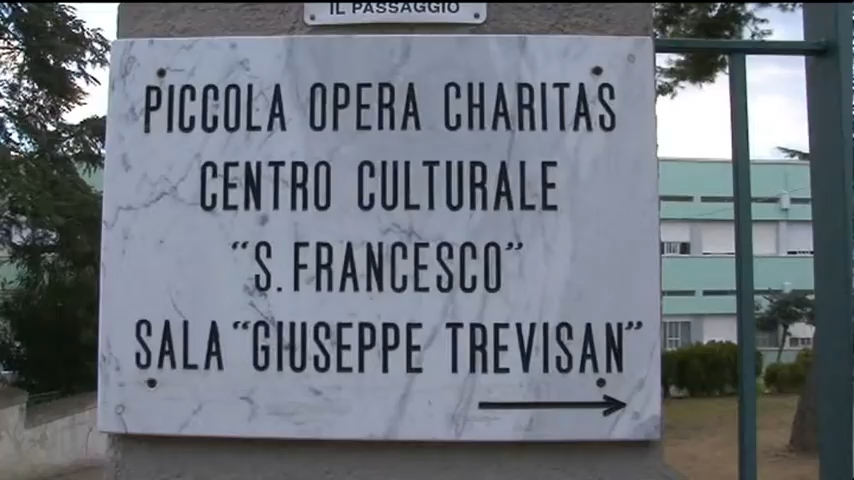 IL PASSAGGIO
PICCOLA OPERA CHARITAS
CENTRO CULTURALE
“S. FRANCESCO”
SALA “GIUSEPPE TREVISAN”